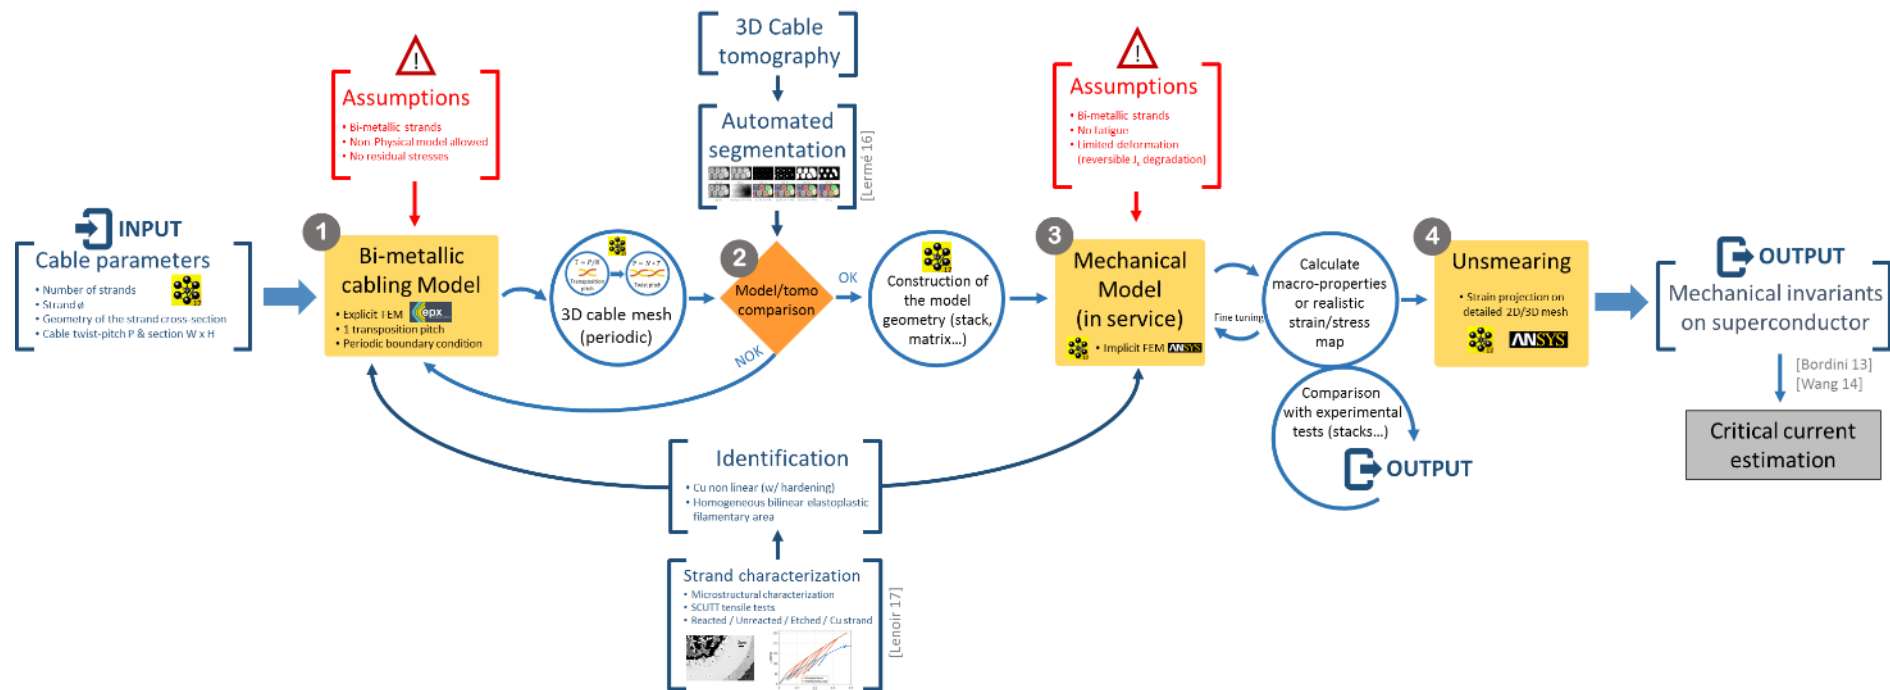 INPUT
Cable parameters
• Number of strands
• Strand ø
• Geometry of the strand cross-section
• Cable twist-pitch P & section W x H
!
Assumptions
• Bi-metallic strands
• Non-Physical model allowed
• No residual stresses
1
Bi-metallic
cabling Model
• Explicit FEM epx
• 1 transposition pitch
• Periodic boundary condition
T = P/N
Transposition
pitch
P = N * T
Twist pitch
3D cable mesh
(periodic)
3D Cable
tomography
Automated
segmentation
[Lermé 16]
2
Model/tomo
comparison
OK
NOK
Construction of
the model
geometry (stack,
matrix...)
!
Assumptions
• Bi-metallic strands
• No fatigue
• Limited deformation
(reversible Jc degradation)
3
Mechanical
Model
(in service)
• Implicit FEM ANSYS
Fine tuning
Calculate
macro-properties
or realistic
strain/stress
map
Comparison
with experimental
tests (stacks...)
OUTPUT
4
Unsmearing
• Strain projection on
detailed 2D/3D mesh
ANSYS
OUTPUT
Mechanical invariants
on superconductor
[Bordini 13]
[Wang 14]
Critical current
estimation
Identification
• Cu non linear (w/ hardening)
• Homogeneous bilinear elastoplastic
filamentary area
Strand characterization
• Microstructural characterization
• SCUTT tensile tests
• Reacted / Unreacted / Etched / Cu strand
[Lenoir 17]